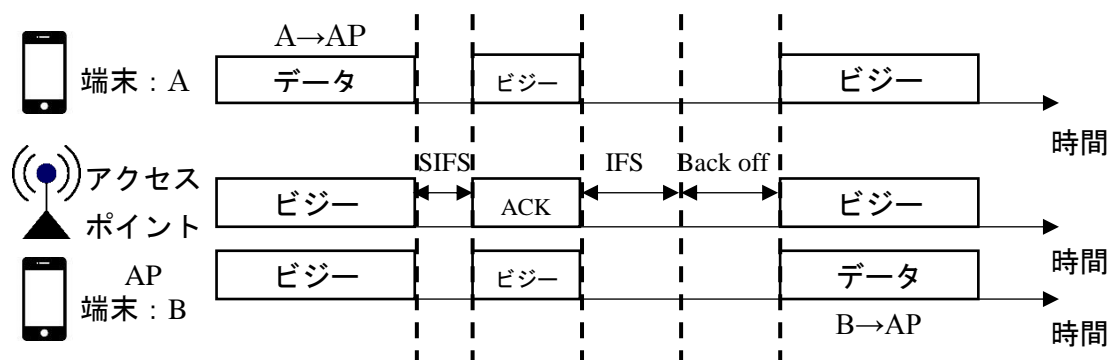 A→AP
端末：A
データ
ビジー
ビジー
時間
アクセス
ポイント
AP
ビジー
SIFS
ACK
IFS
Back off
ビジー
時間
端末：B
ビジー
ビジー
データ
B→AP
時間